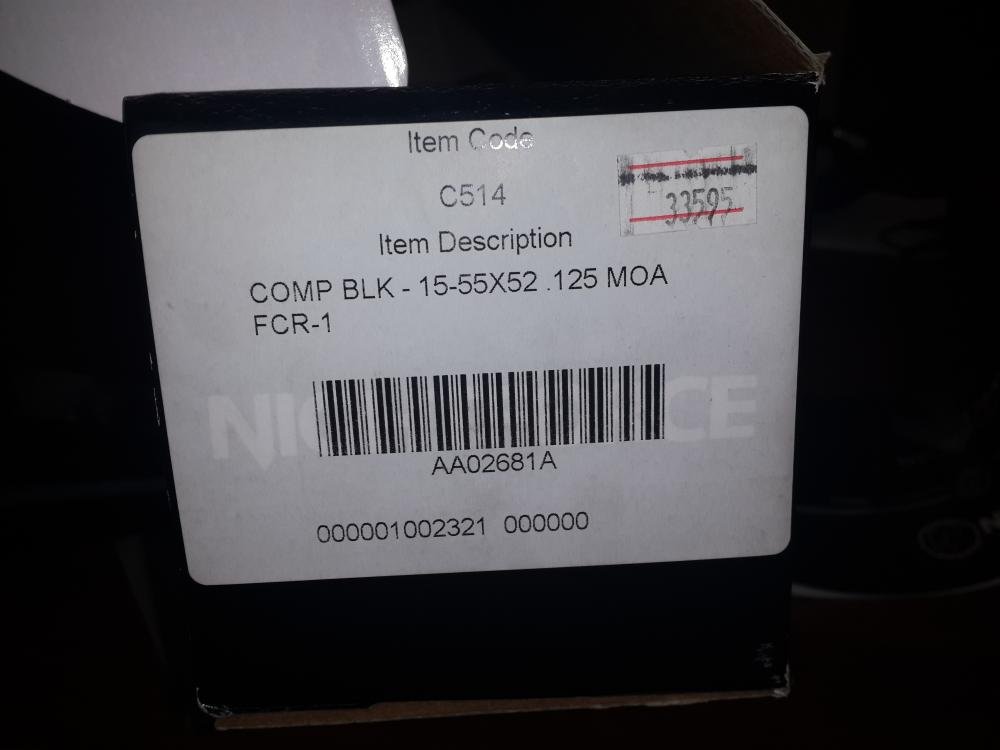 Item Code
C514
33595
Item Description
COMP BLK - 15-55X52 .125 MOA
FCR-1
AA02681A
000001002321 000000